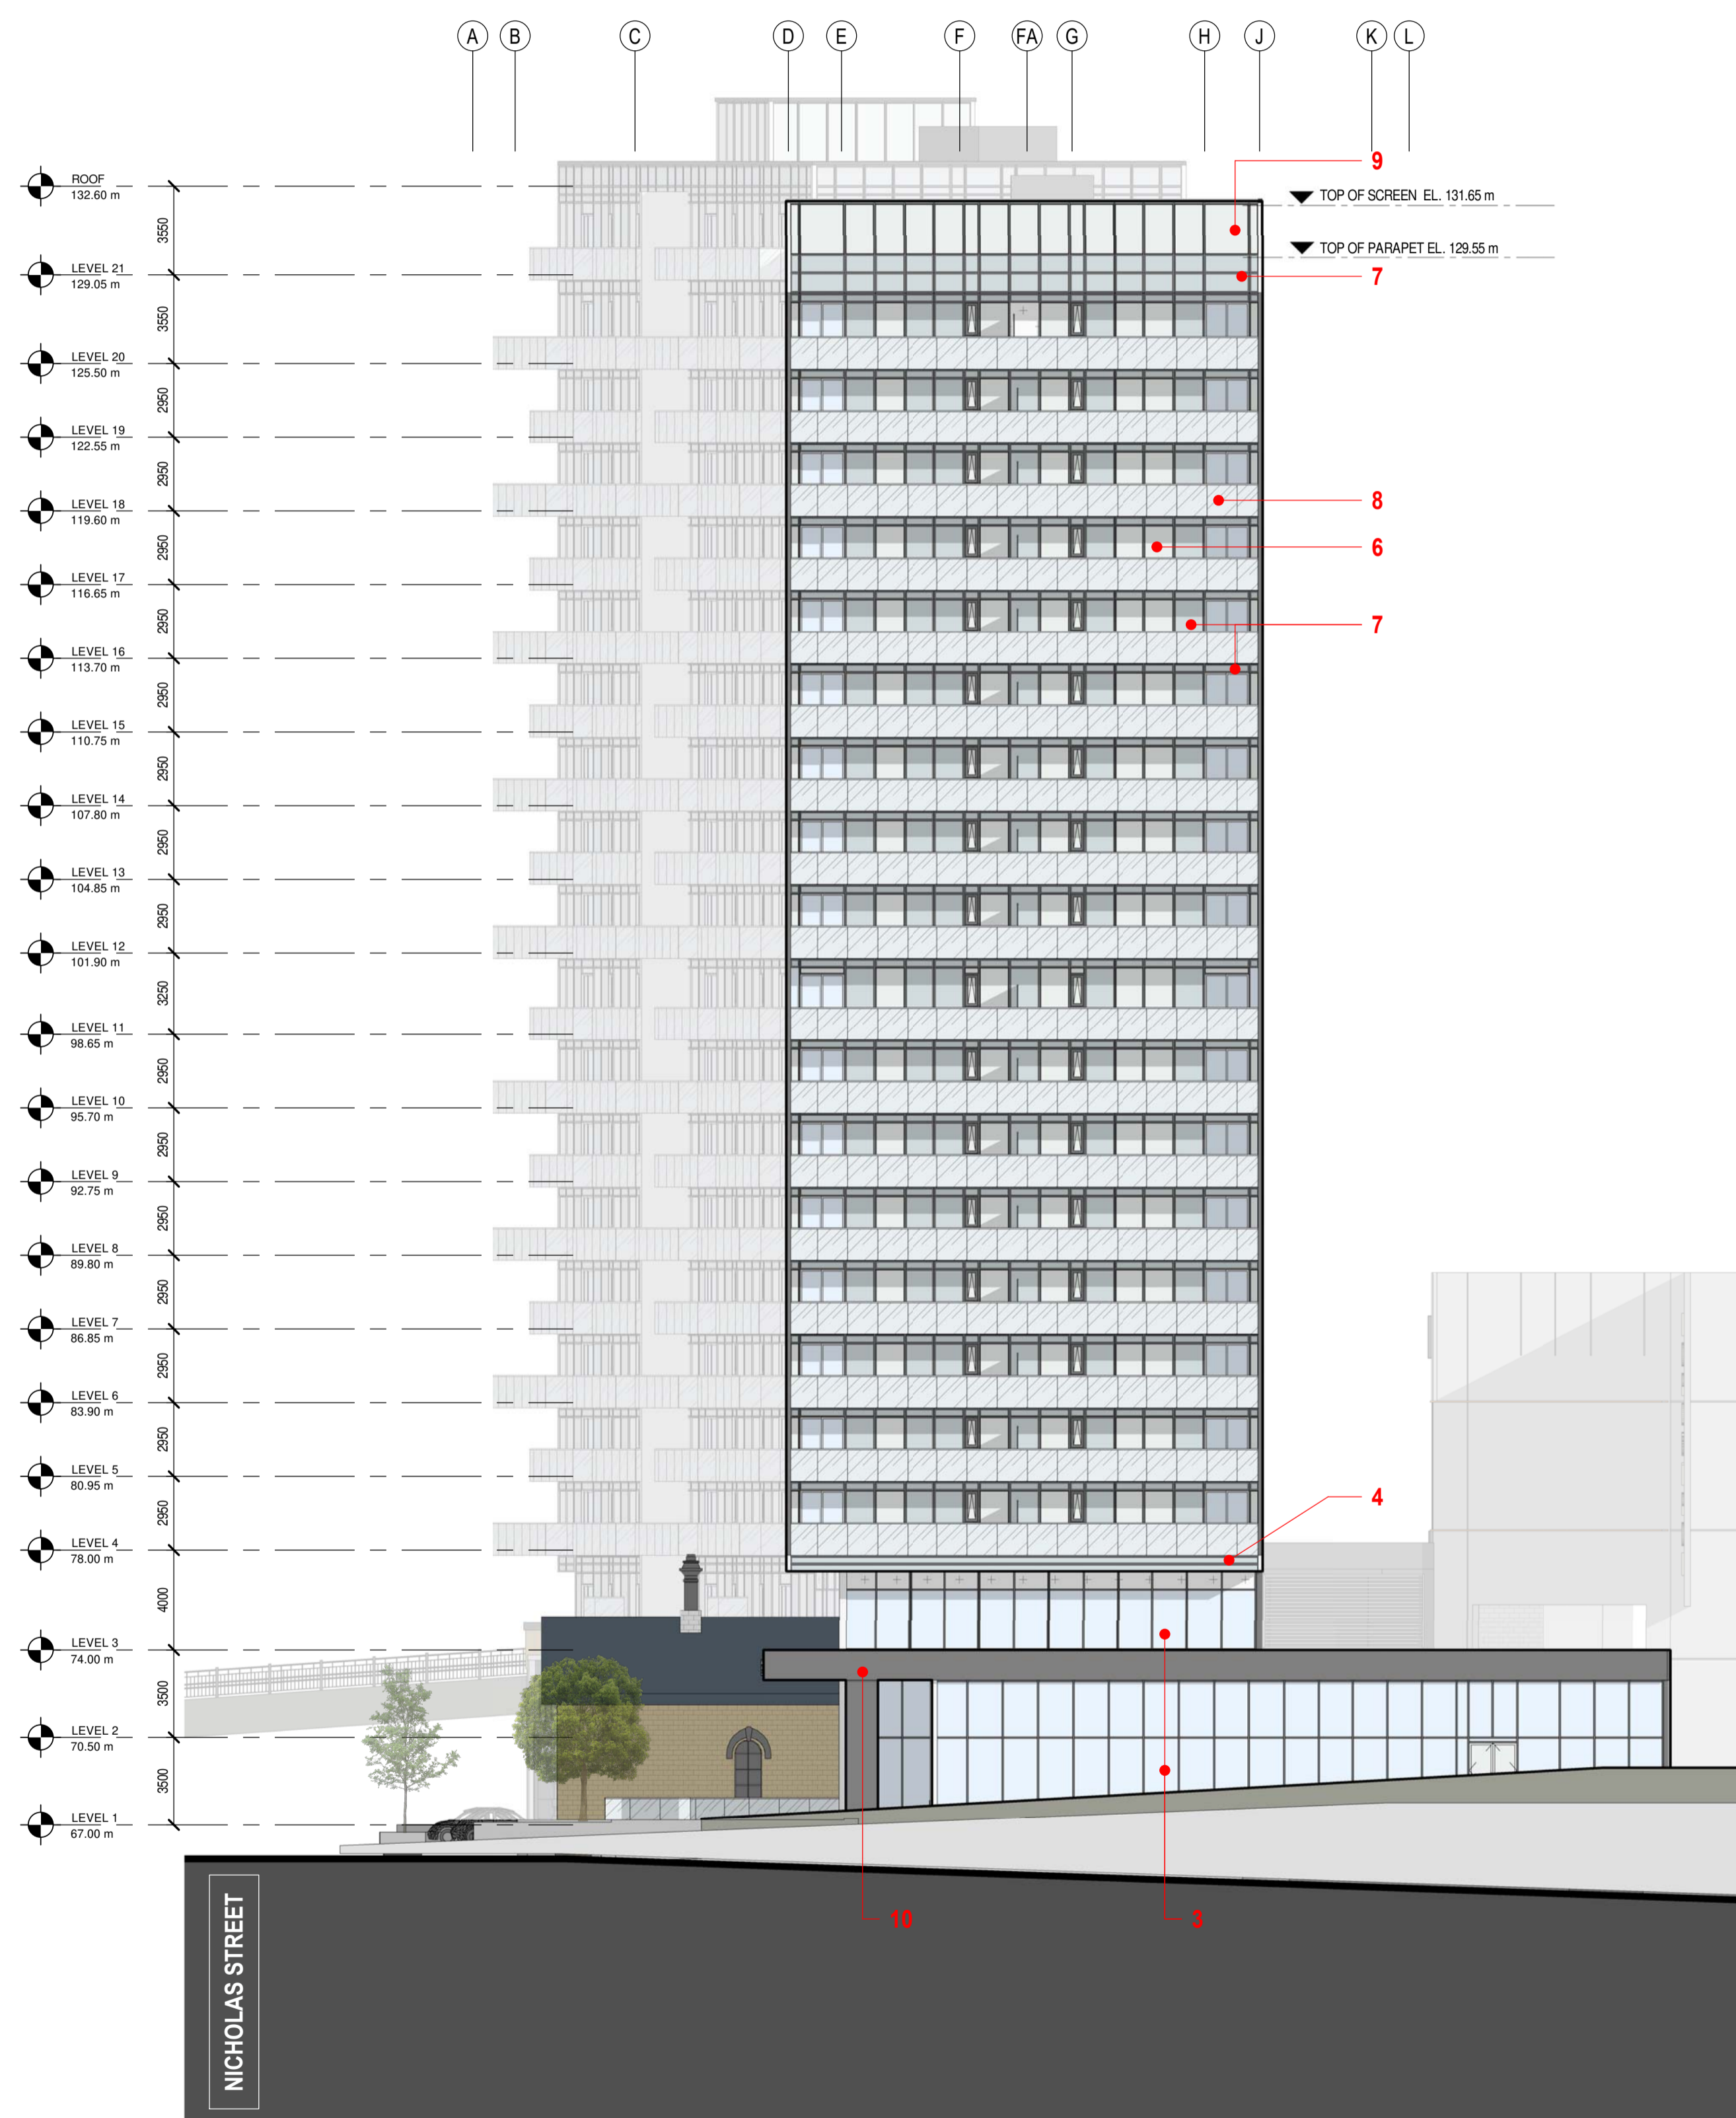 A B C D E F FA G H J K L
9
ROOF
132.60 m
TOP OF SCREEN EL. 131.65 m
3550
TOP OF PARAPET EL. 129.55 m
LEVEL 21
129.05 m
7
3550
LEVEL 20
125.50 m
2950
LEVEL 19
122.55 m
2950
8
LEVEL 18
119.60 m
2950
6
LEVEL 17
116.65 m
2950
7
LEVEL 16
113.70 m
2950
LEVEL 15
110.75 m
2950
LEVEL 14
107.80 m
2950
LEVEL 13
104.85 m
2950
LEVEL 12
101.90 m
3250
LEVEL 11
98.65 m
2950
LEVEL 10
95.70 m
2950
LEVEL 9
92.75 m
2950
LEVEL 8
89.80 m
2950
LEVEL 7
86.85 m
2950
LEVEL 6
83.90 m
2950
LEVEL 5
80.95 m
4
2950
LEVEL 4
78.00 m
4000
LEVEL 3
74.00 m
3500
LEVEL 2
70.50 m
3500
LEVEL 1
67.00 m
10
3
NICHOLAS STREET